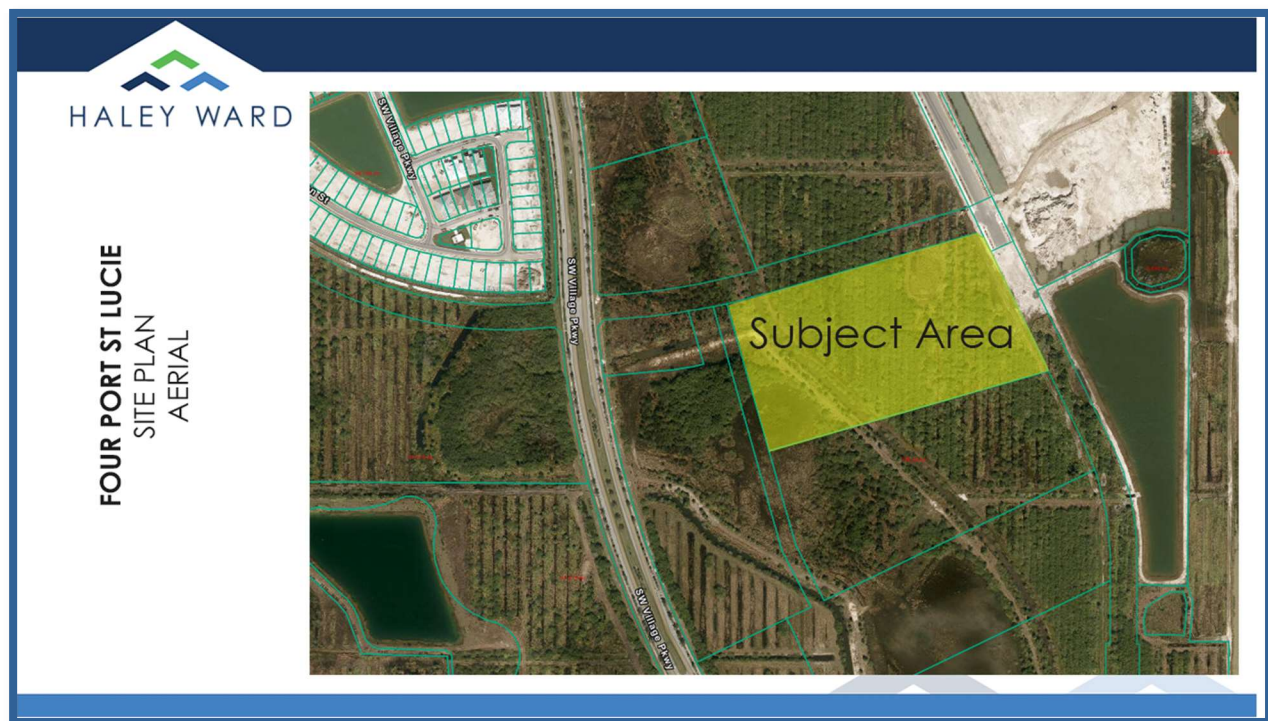 HALEY WARD
FOUR PORT ST LUCIE
SITE PLAN
AERIAL
SW Village Pkwy
n St
SW Village Pkwy
Subject Area
SW Village Pkwy